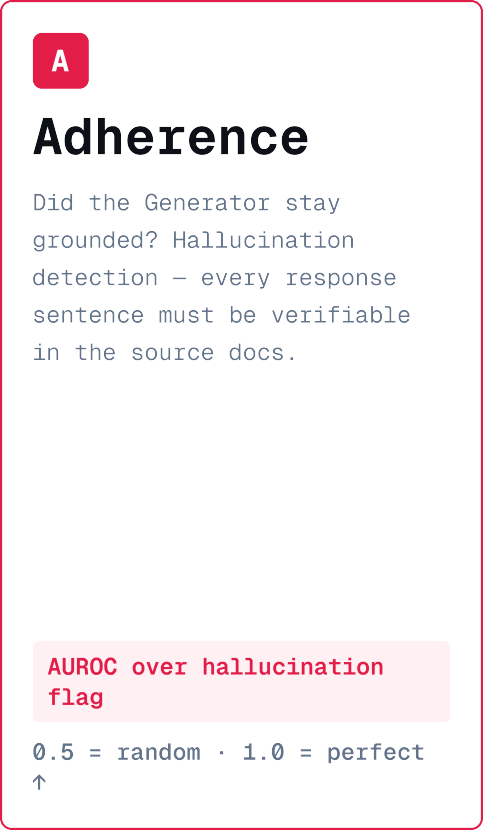 A
Adherence
Did the Generator stay
grounded? Hallucination
detection — every response
sentence must be verifiable
in the source docs.
AUROC over hallucination
flag
0.5 = random · 1.0 = perfect
↑